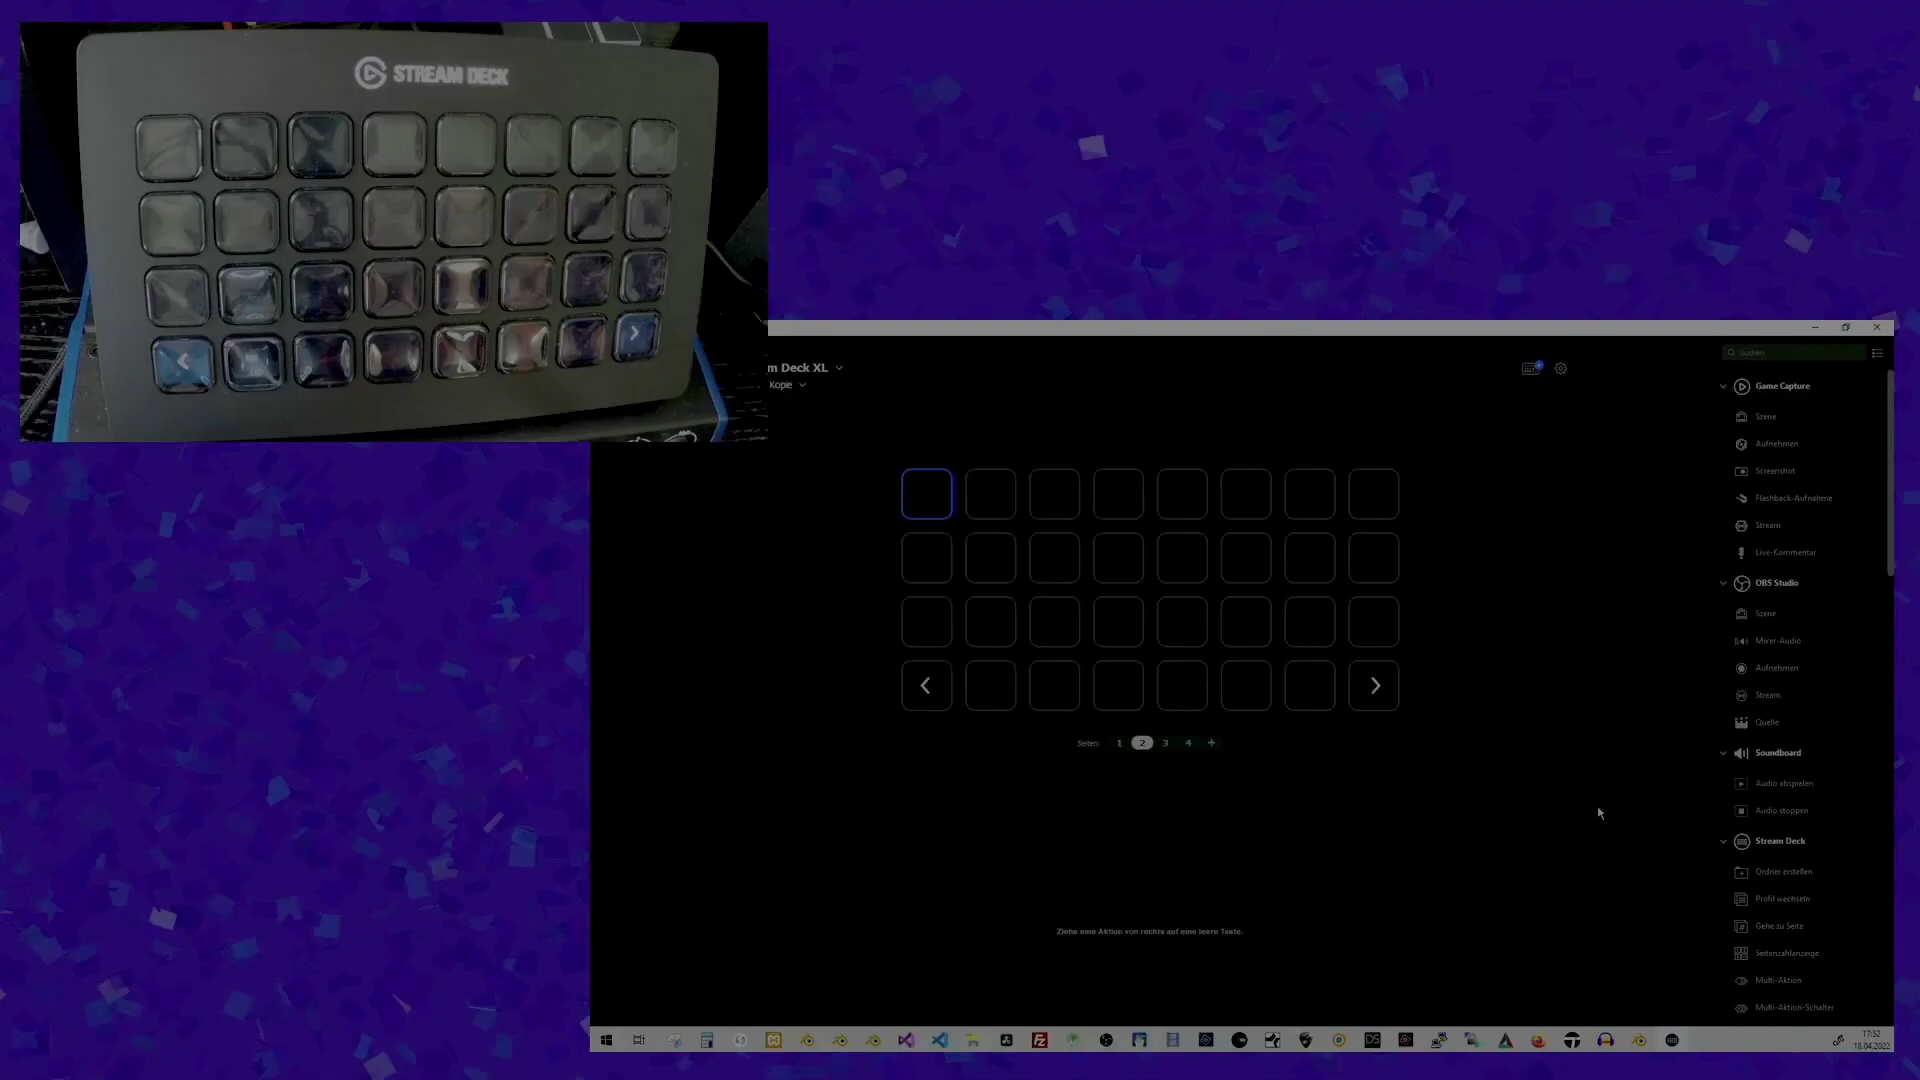 STREAM DECK
m Deck XL
Kopie
Suchen
Game Capture
Szene
Aufnehmen
Screenshot
Flashback-Aufnahme
Stream
Live-Kommentar
OBS Studio
Szene
Mixer-Audio
Aufnehmen
Stream
Quelle
Soundboard
Audio abspielen
Audio stoppen
Stream Deck
Ordner erstellen
Profil wechseln
Gehe zu Seite
Seitenzahlanzeige
Multi-Aktion
Multi-Aktion-Schalter
Seiten: 1 2 3 4 +
Ziehe eine Aktion von rechts auf eine leere Taste.
DS
17:52
18.04.2022